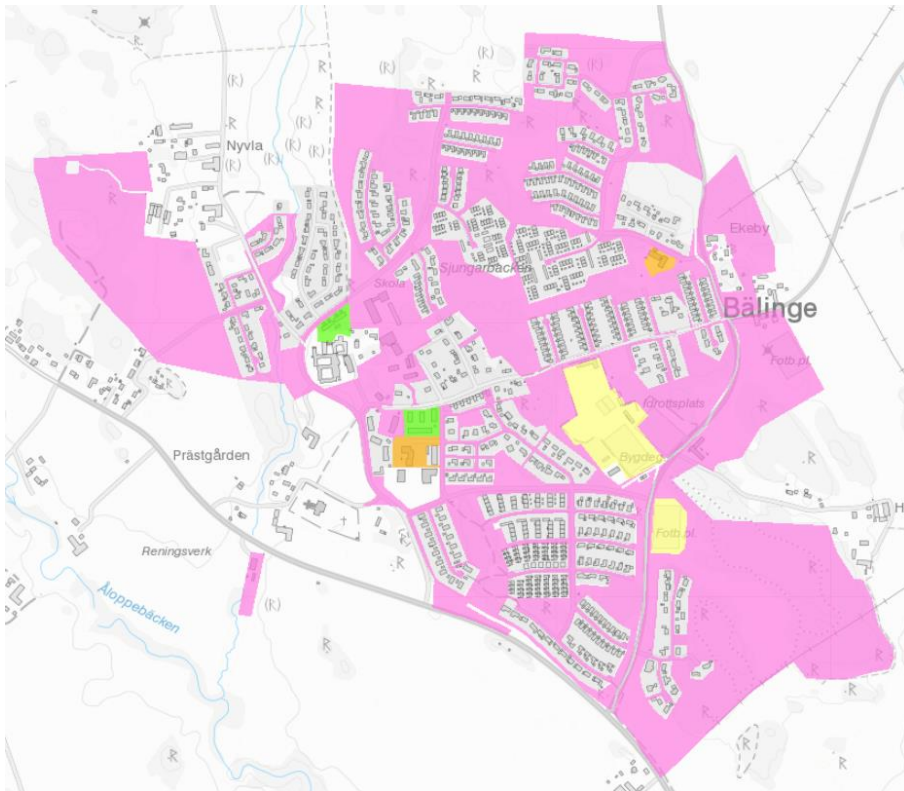 (R)
R
(R)
(R)
R
R
(R)
R
(R)
R
(R)
(R)
Nyvla
(R)
(R)
(R)
R
R
Ekeby
Skola
Sjungarbacken
Bälinge
Fotb.pl.
Idrottsplats
R
Prästgården
Bygdeg.
R
H
Fotb.pl.
Reningsverk
R
R
Åloppebäcken
(R)
R
R
R
R
R
R